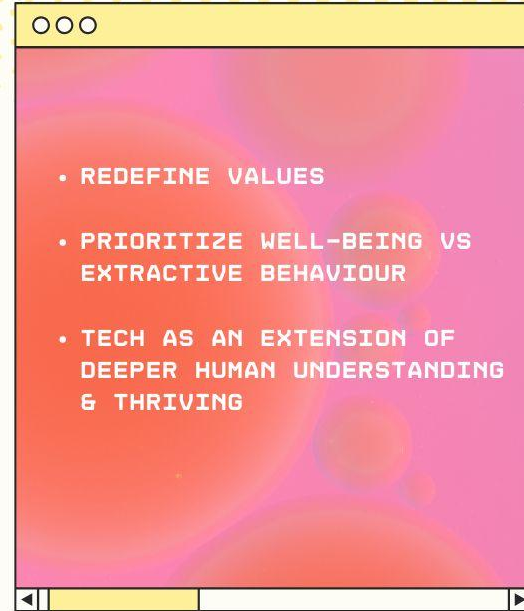 • REDEFINE VALUES
• PRIORITIZE WELL-BEING VS
EXTRACTIVE BEHAVIOUR
• TECH AS AN EXTENSION OF
DEEPER HUMAN UNDERSTANDING
& THRIVING